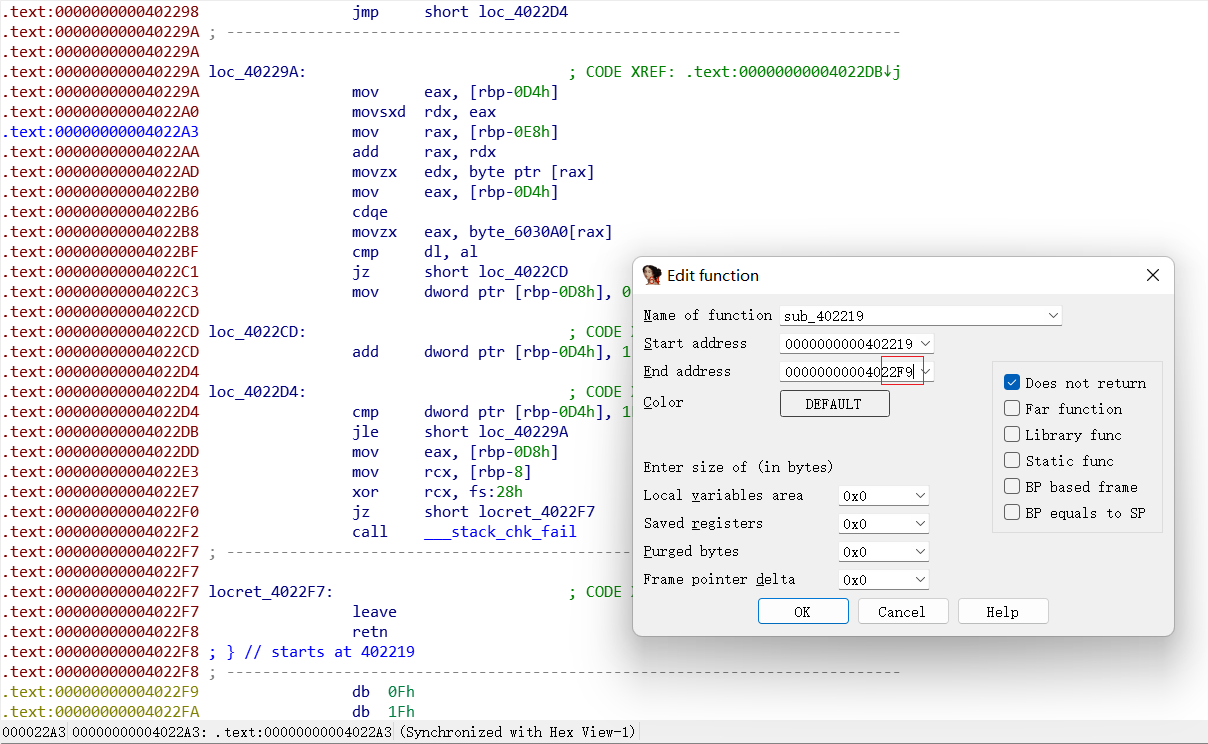 .text:0000000000402298 jmp short loc_4022D4
.text:000000000040229A ; ---------------------------------------------------------------------------
.text:000000000040229A
.text:000000000040229A loc_40229A: ; CODE XREF: .text:00000000004022DB↓j
.text:000000000040229A mov eax, [rbp-0D4h]
.text:00000000004022A0 movsxd rdx, eax
.text:00000000004022A3 mov rax, [rbp-0E8h]
.text:00000000004022AA add rax, rdx
.text:00000000004022AD movzx edx, byte ptr [rax]
.text:00000000004022B0 mov eax, [rbp-0D4h]
.text:00000000004022B6 cdqe
.text:00000000004022B8 movzx eax, byte_6030A0[rax]
.text:00000000004022BF cmp dl, al
.text:00000000004022C1 jz short loc_4022CD
.text:00000000004022C3 mov dword ptr [rbp-0D8h], 0
.text:00000000004022CD
.text:00000000004022CD loc_4022CD: ; CODE
.text:00000000004022CD add dword ptr [rbp-0D4h], 1
.text:00000000004022D4
.text:00000000004022D4 loc_4022D4: ; CODE
.text:00000000004022D4 cmp dword ptr [rbp-0D4h], 1
.text:00000000004022DB jle short loc_40229A
.text:00000000004022DD mov eax, [rbp-0D8h]
.text:00000000004022E3 mov rcx, [rbp-8]
.text:00000000004022E7 xor rcx, fs:28h
.text:00000000004022F0 jz short locret_4022F7
.text:00000000004022F2 call ___stack_chk_fail
.text:00000000004022F7 ; ---------------------------------------------------------------------------
.text:00000000004022F7
.text:00000000004022F7 locret_4022F7: ; CODE
.text:00000000004022F7 leave
.text:00000000004022F8 retn
.text:00000000004022F8 ; } // starts at 402219
.text:00000000004022F8 ; ---------------------------------------------------------------------------
.text:00000000004022F9 db 0Fh
.text:00000000004022FA db 1Fh
000022A3 00000000004022A3: .text:00000000004022A3 (Synchronized with Hex View-1)
Edit function
Name of function sub_402219
Start address 0000000000402219
End address 00000000004022F9
Color DEFAULT
Does not return
Far function
Library func
Static func
BP based frame
BP equals to SP
Enter size of (in bytes)
Local variables area 0x0
Saved registers 0x0
Purged bytes 0x0
Frame pointer delta 0x0
OK Cancel Help